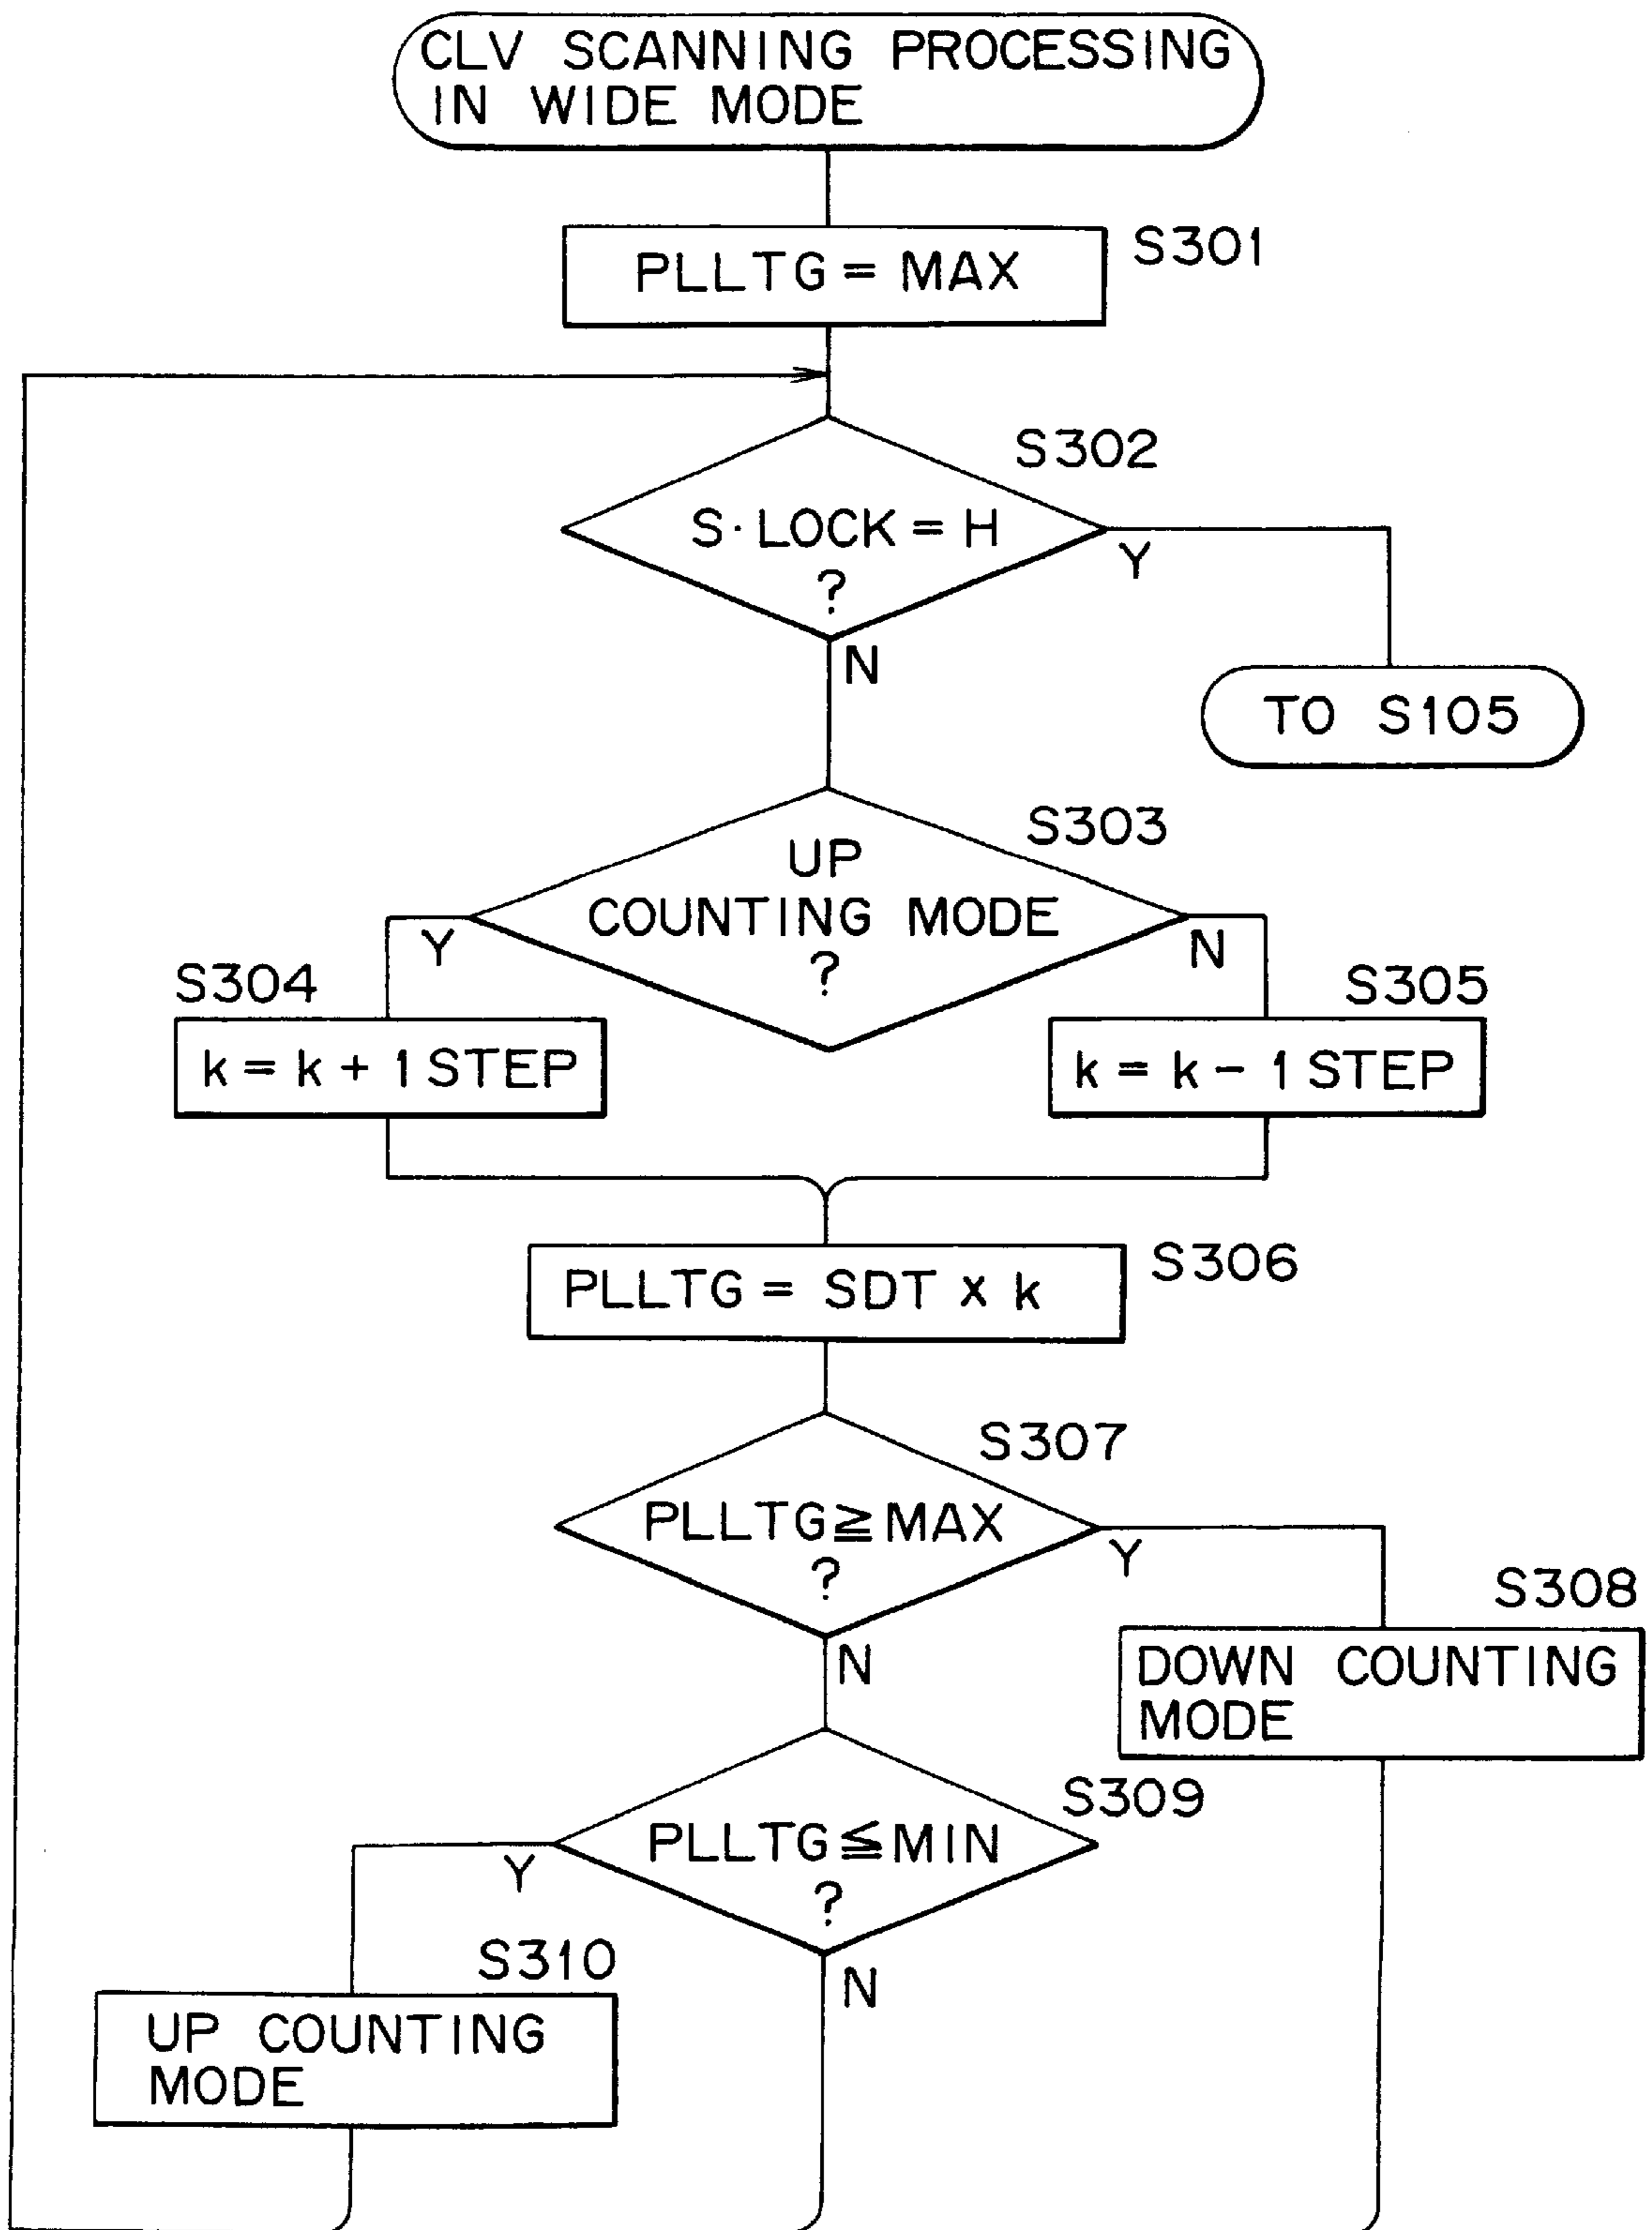 CLV SCANNING PROCESSING
IN WIDE MODE
PLLTG = MAX
S301
S302
S·LOCK = H
?
Y
N
TO S105
S303
UP
COUNTING MODE
?
Y
N
S304
S305
k = k + 1 STEP
k = k - 1 STEP
PLLTG = SDT x k
S306
S307
PLLTG ≧ MAX
?
Y
N
S308
DOWN COUNTING
MODE
S309
PLLTG ≦ MIN
?
Y
N
S310
UP COUNTING
MODE